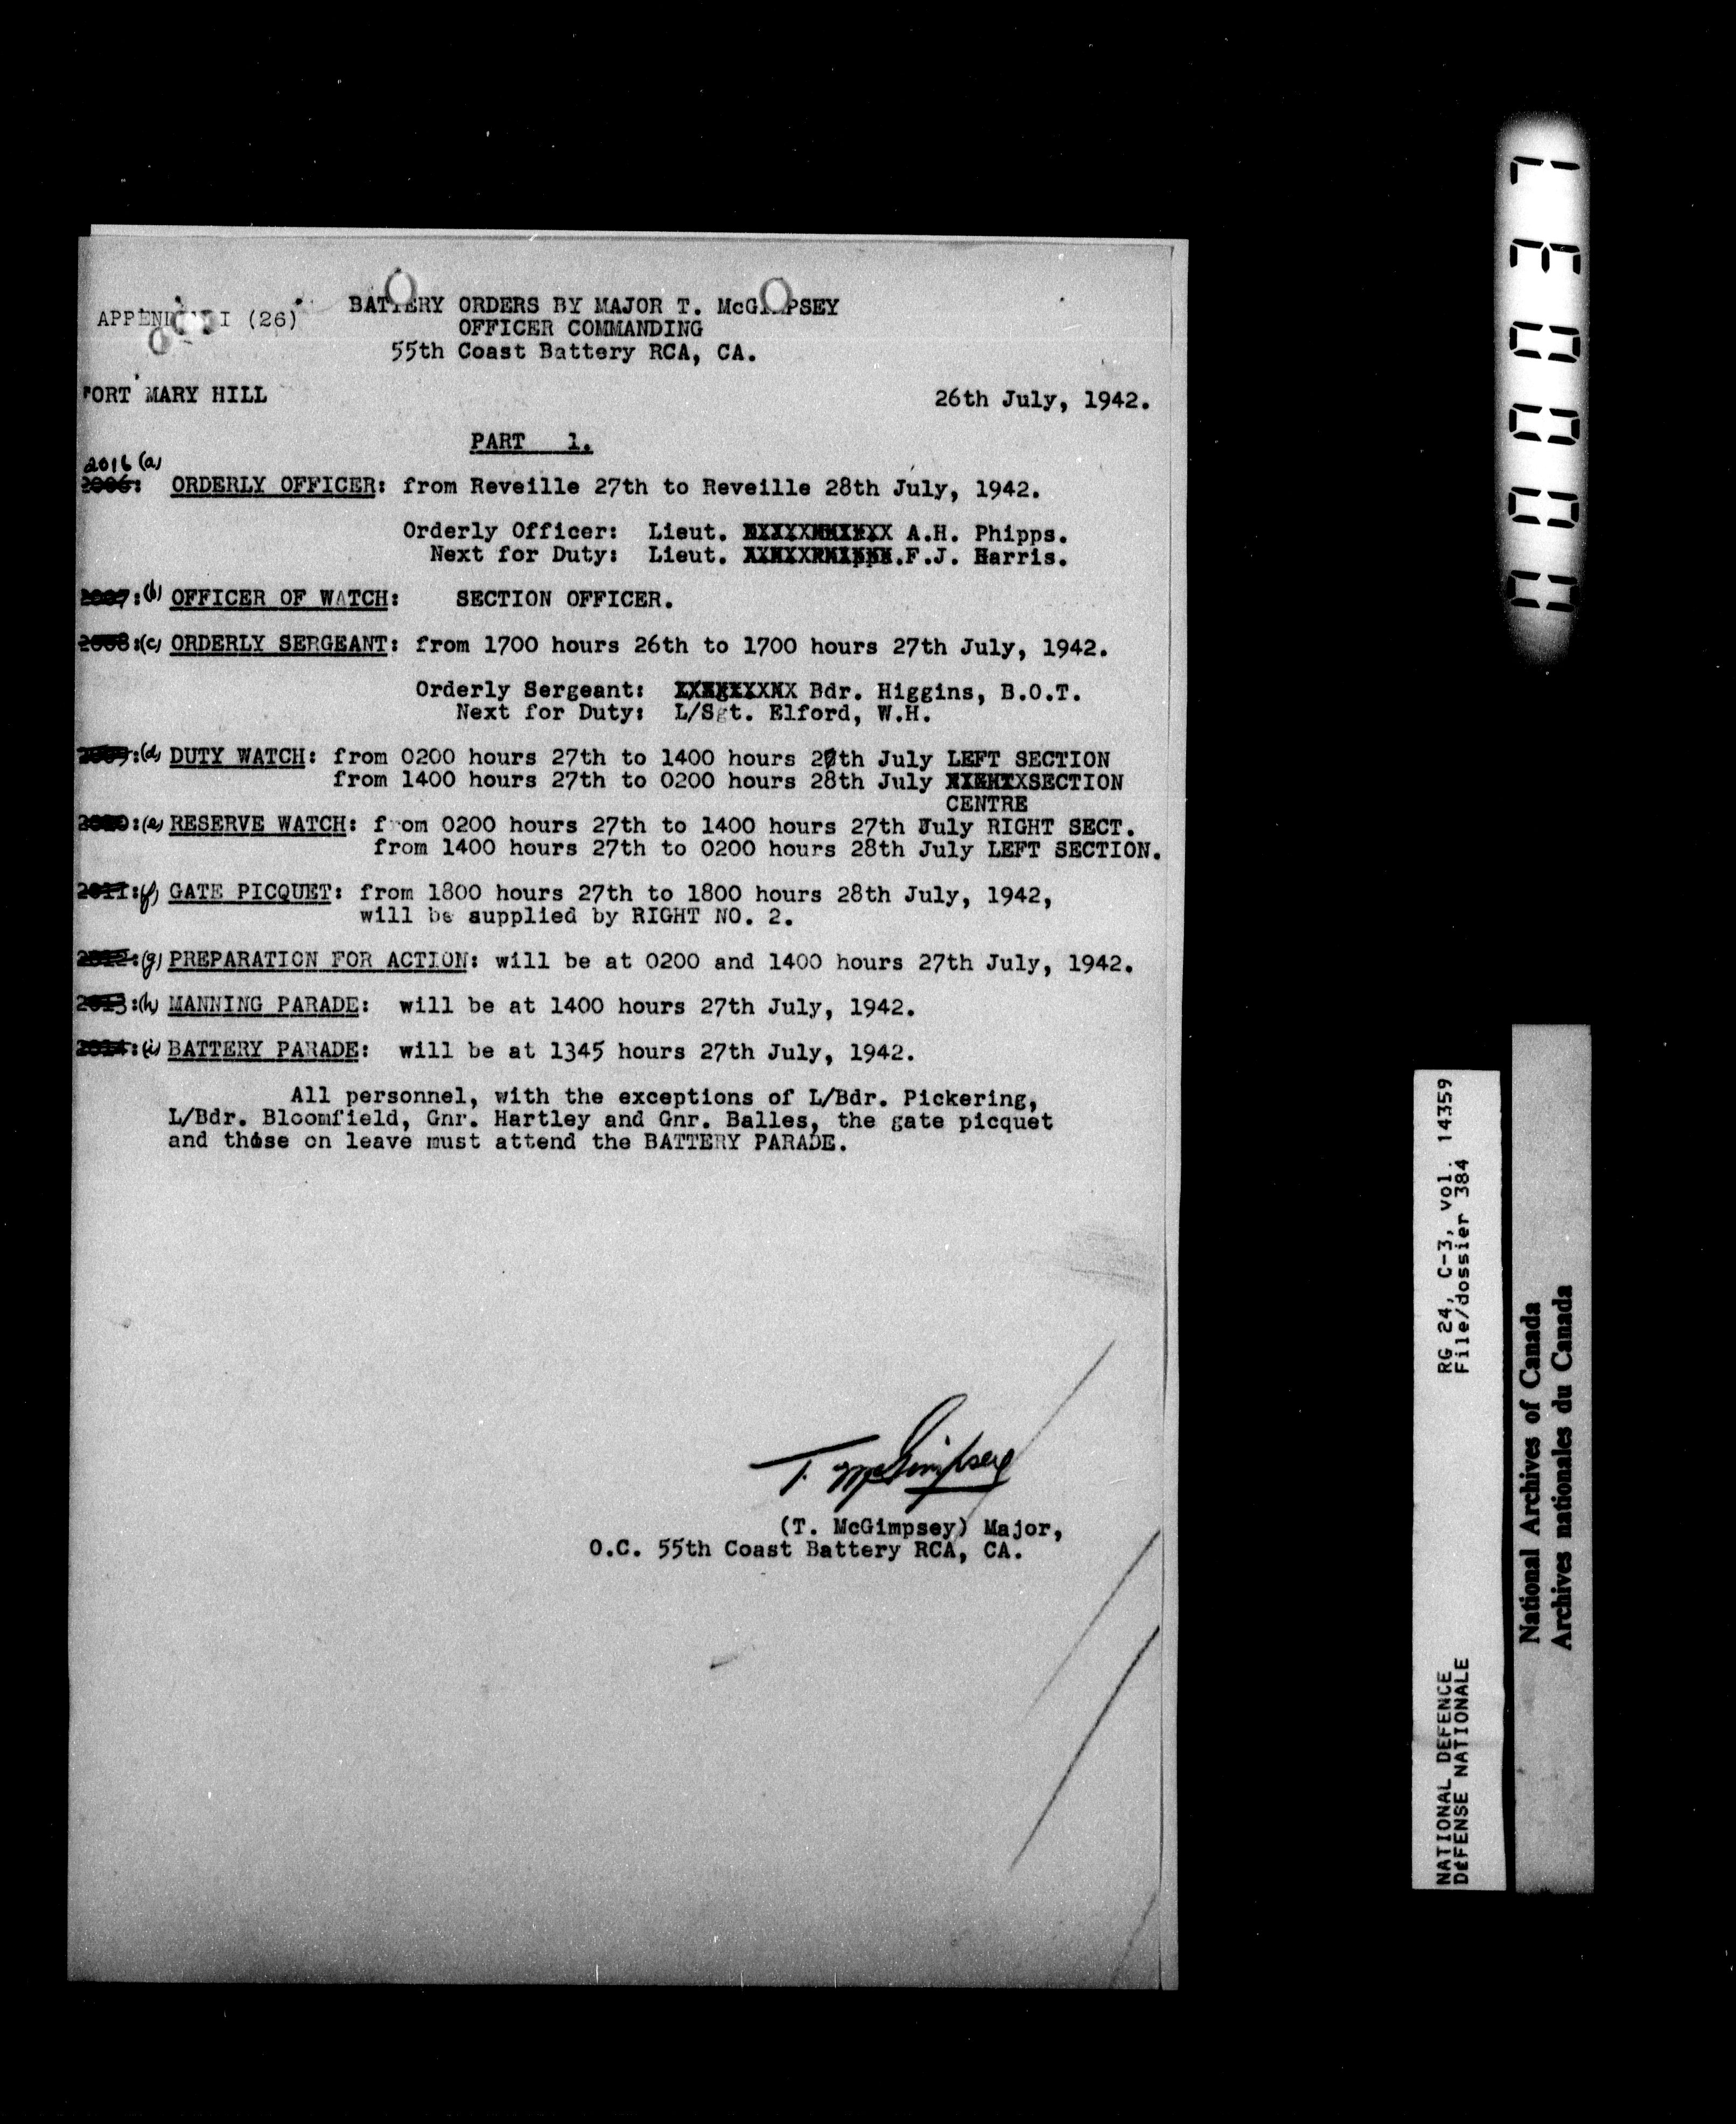 APPENDI I (26)
BATTERY ORDERS BY MAJOR T. McGIMPSEY
OFFICER COMMANDING
55th Coast Battery RCA, CA.
FORT MARY HILL 26th July, 1942.
PART 1.
2016 (a)
2006: ORDERLY OFFICER: from Reveille 27th to Reveille 28th July, 1942.
Orderly Officer: Lieut. A.H. Phipps.
Next for Duty: Lieut. F.J. Harris.
2007:(b) OFFICER OF WATCH: SECTION OFFICER.
2008:(c) ORDERLY SERGEANT: from 1700 hours 26th to 1700 hours 27th July, 1942.
Orderly Sergeant: Bdr. Higgins, B.O.T.
Next for Duty: L/Sgt. Elford, W.H.
2009:(d) DUTY WATCH: from 0200 hours 27th to 1400 hours 27th July LEFT SECTION
from 1400 hours 27th to 0200 hours 28th July SECTION
CENTRE
2010:(e) RESERVE WATCH: from 0200 hours 27th to 1400 hours 27th July RIGHT SECT.
from 1400 hours 27th to 0200 hours 28th July LEFT SECTION.
2011:(f) GATE PICQUET: from 1800 hours 27th to 1800 hours 28th July, 1942,
will be supplied by RIGHT NO. 2.
2012:(g) PREPARATION FOR ACTION: will be at 0200 and 1400 hours 27th July, 1942.
2013:(h) MANNING PARADE: will be at 1400 hours 27th July, 1942.
2014:(i) BATTERY PARADE: will be at 1345 hours 27th July, 1942.
All personnel, with the exceptions of L/Bdr. Pickering,
L/Bdr. Bloomfield, Gnr. Hartley and Gnr. Balles, the gate picquet
and those on leave must attend the BATTERY PARADE.
T. McGimpsey
(T. McGimpsey) Major,
O.C. 55th Coast Battery RCA, CA.
NATIONAL DEFENCE RG 24, C-3, vol. 14359
DÉFENSE NATIONALE File/dossier 384
National Archives of Canada
Archives nationales du Canada